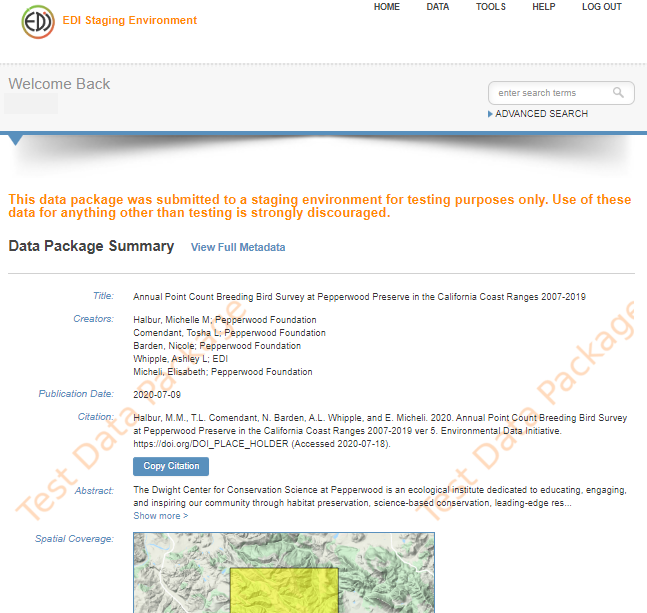 EDI EDI Staging Environment
HOME DATA TOOLS HELP LOG OUT
Welcome Back
enter search terms
ADVANCED SEARCH
This data package was submitted to a staging environment for testing purposes only. Use of these
data for anything other than testing is strongly discouraged.
Data Package Summary View Full Metadata
Title: Annual Point Count Breeding Bird Survey at Pepperwood Preserve in the California Coast Ranges 2007-2019
Creators: Halbur, Michelle M; Pepperwood Foundation
Comendant, Tosha L; Pepperwood Foundation
Barden, Nicole; Pepperwood Foundation
Whipple, Ashley L; EDI
Micheli, Elisabeth; Pepperwood Foundation
Publication Date: 2020-07-09
Citation: Halbur, M.M., T.L. Comendant, N. Barden, A.L. Whipple, and E. Micheli. 2020. Annual Point Count Breeding Bird Survey
at Pepperwood Preserve in the California Coast Ranges 2007-2019 ver 5. Environmental Data Initiative.
https://doi.org/DOI_PLACE_HOLDER (Accessed 2020-07-18).
Copy Citation
Abstract: The Dwight Center for Conservation Science at Pepperwood is an ecological institute dedicated to educating, engaging,
and inspiring our community through habitat preservation, science-based conservation, leading-edge res...
Show more >
Spatial Coverage:
Test Data Package
Test Data Package